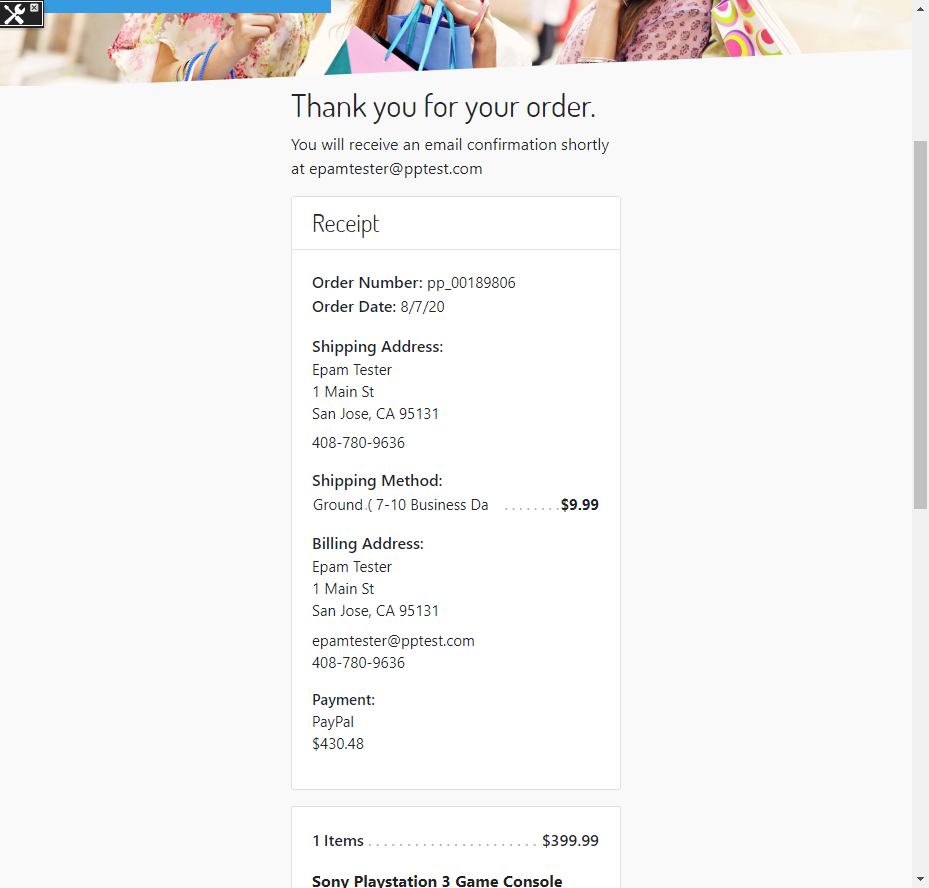 Thank you for your order.
You will receive an email confirmation shortly
at epamtester@pptest.com
Receipt
Order Number: pp_00189806
Order Date: 8/7/20
Shipping Address:
Epam Tester
1 Main St
San Jose, CA 95131
408-780-9636
Shipping Method:
Ground ( 7-10 Business Da ........ $9.99
Billing Address:
Epam Tester
1 Main St
San Jose, CA 95131
epamtester@pptest.com
408-780-9636
Payment:
PayPal
$430.48
1 Items ...................... $399.99
Sony Playstation 3 Game Console